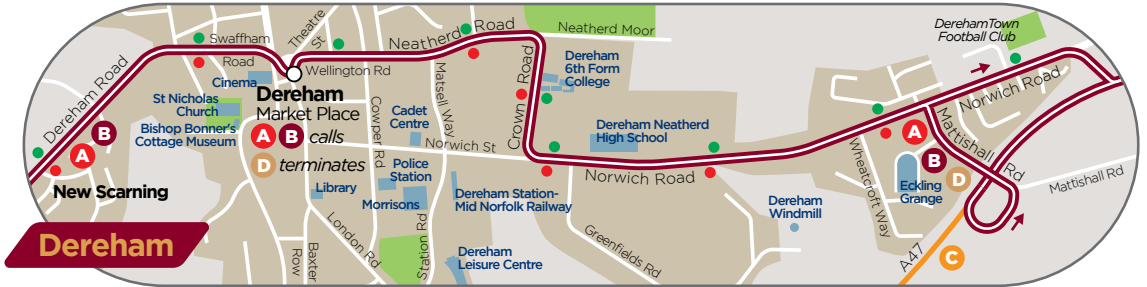 Dereham Road
Swaffham
Road
Theatre
St
Neatherd Road
Neatherd Moor
Dereham Town
Football Club
Cinema
Wellington Rd
Dereham
Market Place
A B calls
D terminates
St Nicholas
Church
Bishop Bonner's
Cottage Museum
B
A
New Scarning
Dereham
Cowper Rd
Cadet
Centre
Matsell Way
Norwich St
Police
Station
Library
Morrisons
London Rd
Baxter
Row
Station Rd
Dereham Station-
Mid Norfolk Railway
Dereham
Leisure Centre
Crown Road
Dereham
6th Form
College
Dereham Neatherd
High School
Norwich Road
Greenfields Rd
Dereham
Windmill
Wheatcroft Way
A
B
D
Eckling
Grange
Norwich Road
Mattishall Rd
Mattishall Rd
A47
C